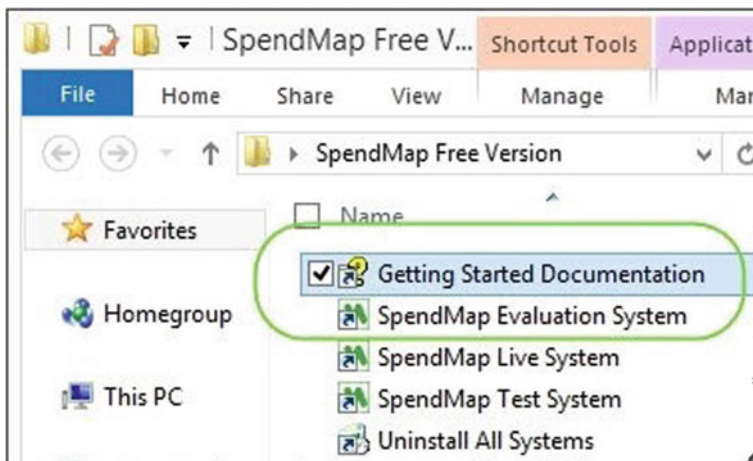 SpendMap Free V... Shortcut Tools Applicat
File Home Share View Manage Mar
SpendMap Free Version
Favorites
Name
Getting Started Documentation
Homegroup
SpendMap Evaluation System
SpendMap Live System
This PC
SpendMap Test System
Uninstall All Systems